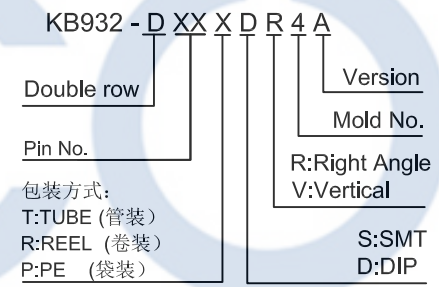 KB932 - D XX X D R 4 A
Double row
Version
Pin No.
Mold No.
R:Right Angle
V:Vertical
包装方式:
T:TUBE (管装)
R:REEL (卷装)
P:PE (袋装)
S:SMT
D:DIP